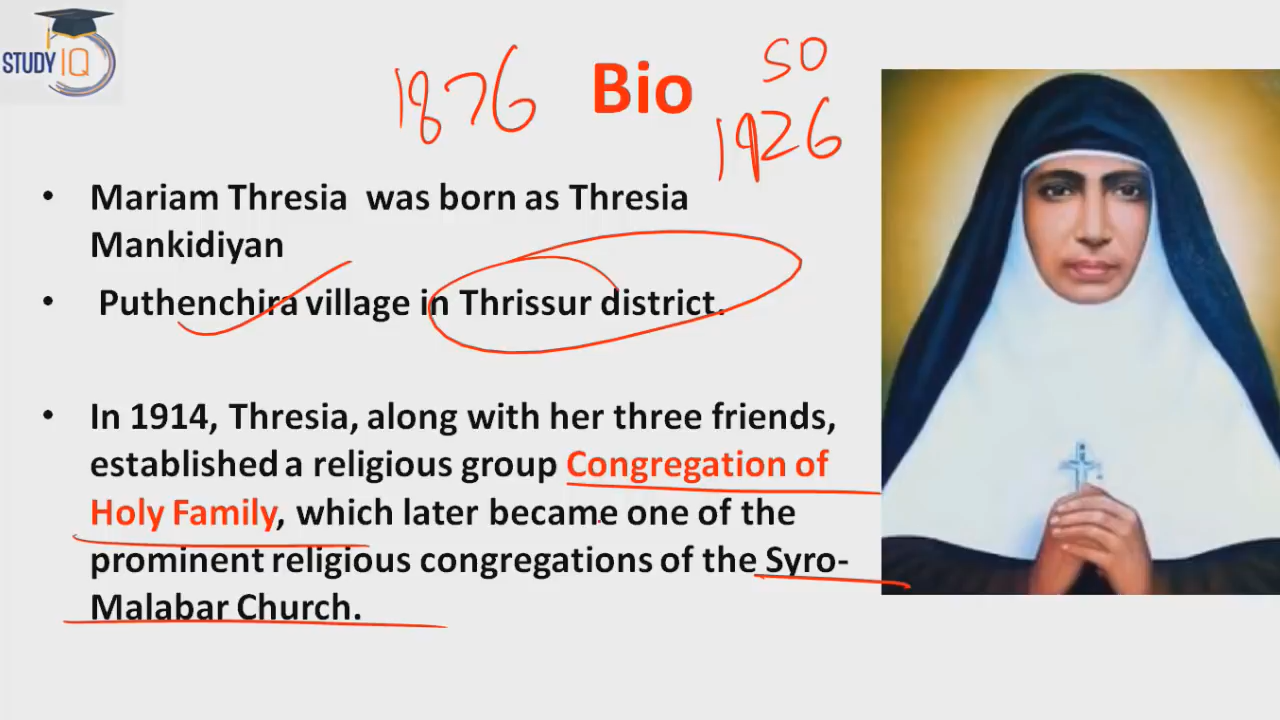 STUDY IQ
1876 Bio 50
1926
• Mariam Thresia was born as Thresia
Mankidiyan
• Puthenchira village in Thrissur district.
• In 1914, Thresia, along with her three friends,
established a religious group Congregation of
Holy Family, which later became one of the
prominent religious congregations of the Syro-
Malabar Church.